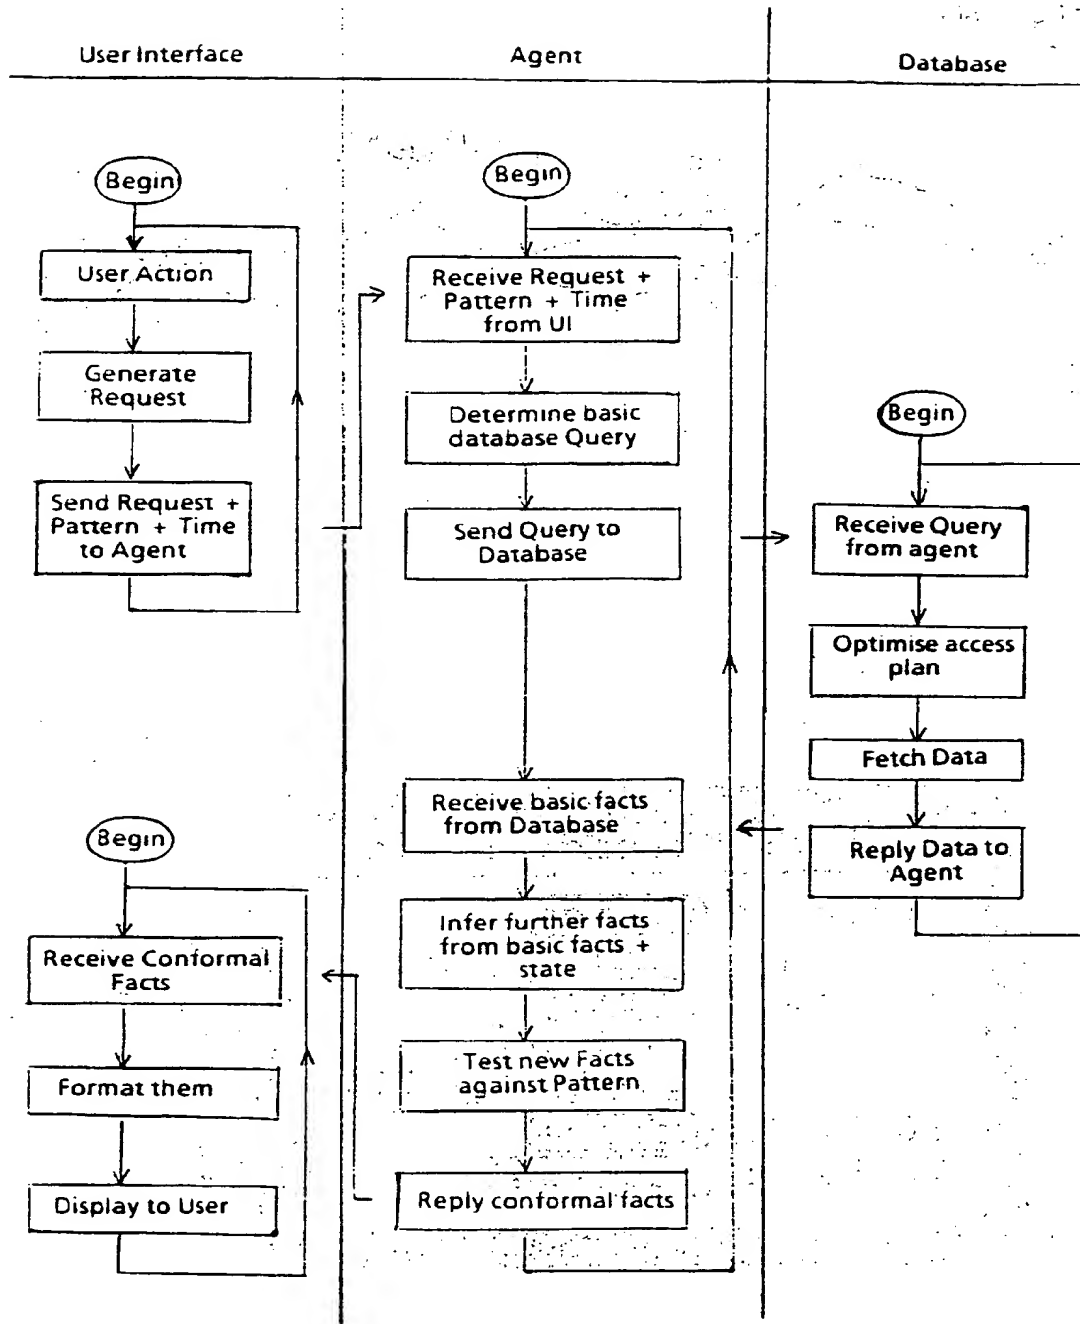 User Interface
Agent
Database
Begin
User Action
Generate
Request
Send Request +
Pattern + Time
to Agent
Begin
Receive Conformal
Facts
Format them
Display to User
Begin
Receive Request +
Pattern + Time
from UI
Determine basic
database Query
Send Query to
Database
Receive basic facts
from Database
Infer further facts
from basic facts +
state
Test new Facts
against Pattern
Reply conformal facts
Begin
Receive Query
from agent
Optimise access
plan
Fetch Data
Reply Data to
Agent